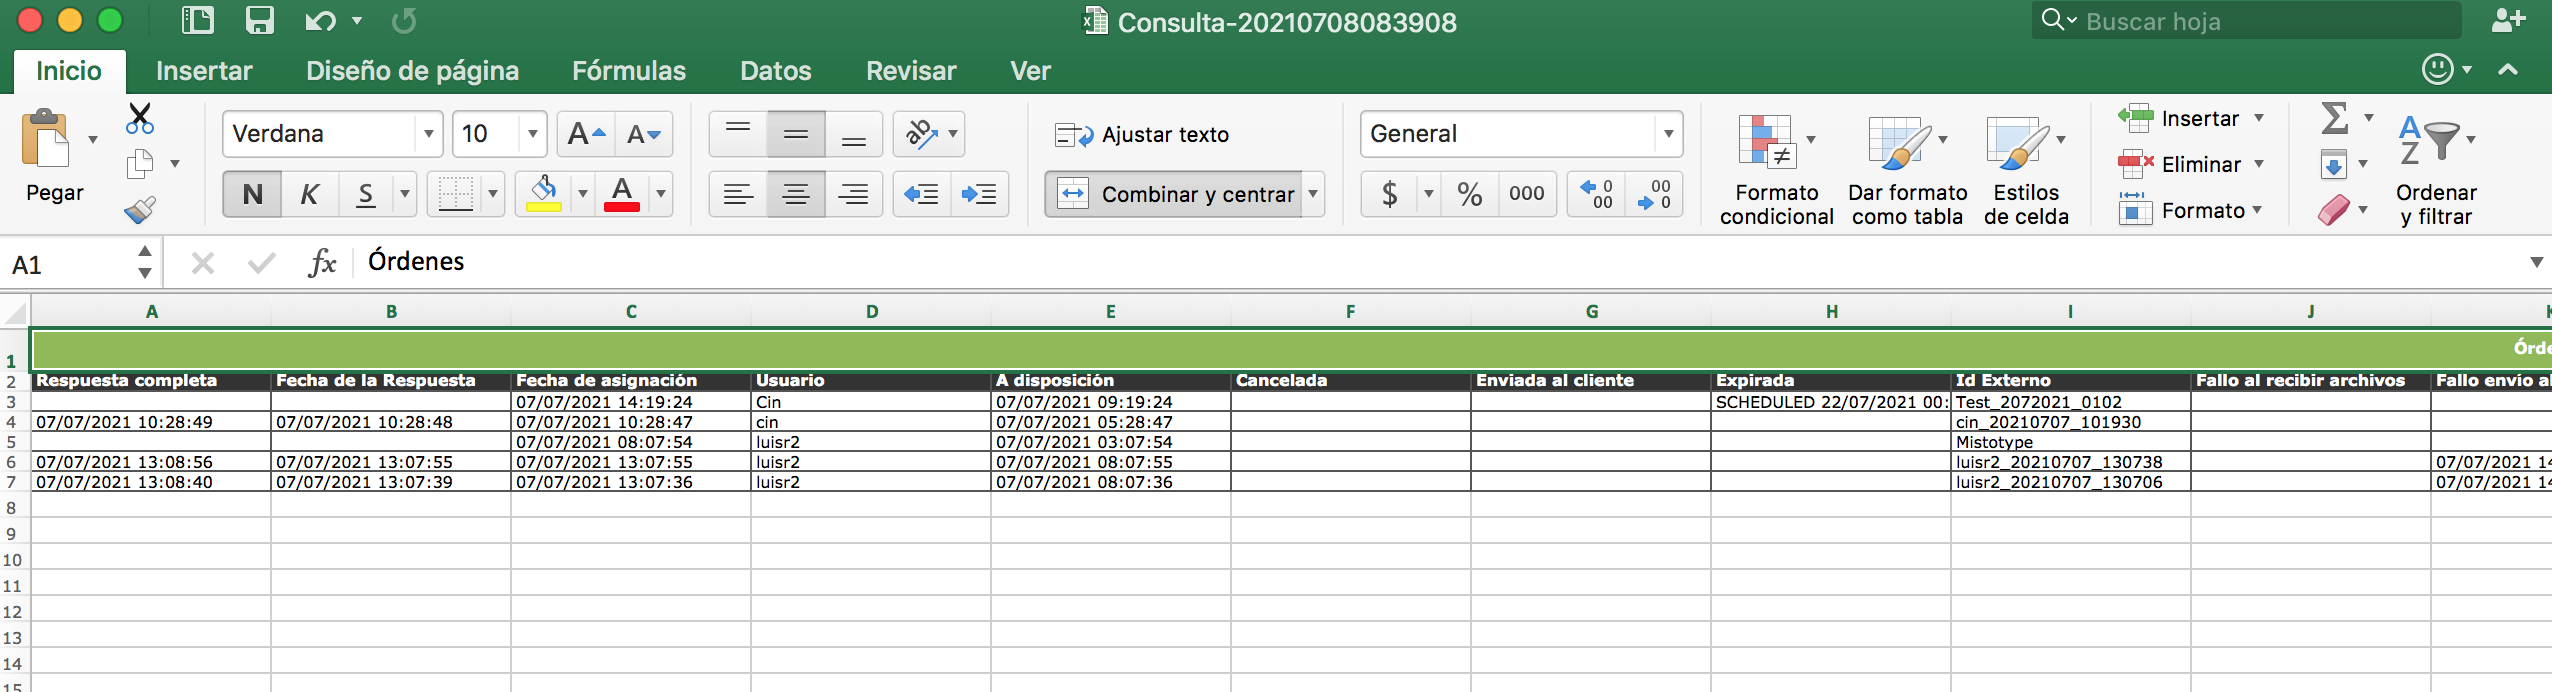 Consulta-20210708083908
Buscar hoja
Inicio Insertar Diseño de página Fórmulas Datos Revisar Ver
Pegar
Verdana 10 A A
N K S A
ab
Ajustar texto
Combinar y centrar
General
$ % 000 0 00 00 0
Formato condicional
Dar formato como tabla
Estilos de celda
Insertar
Eliminar
Formato
Σ
A Z
Ordenar y filtrar
A1 fx Órdenes
A B C D E F G H I J K
1 Órde
2 Respuesta completa Fecha de la Respuesta Fecha de asignación Usuario A disposición Cancelada Enviada al cliente Expirada Id Externo Fallo al recibir archivos Fallo envío al
3 07/07/2021 14:19:24 Cin 07/07/2021 09:19:24 SCHEDULED 22/07/2021 00: Test_2072021_0102
4 07/07/2021 10:28:49 07/07/2021 10:28:48 07/07/2021 10:28:47 cin 07/07/2021 05:28:47 cin_20210707_101930
5 07/07/2021 08:07:54 luisr2 07/07/2021 03:07:54 Mistotype
6 07/07/2021 13:08:56 07/07/2021 13:07:55 07/07/2021 13:07:55 luisr2 07/07/2021 08:07:55 luisr2_20210707_130738 07/07/2021 14
7 07/07/2021 13:08:40 07/07/2021 13:07:39 07/07/2021 13:07:36 luisr2 07/07/2021 08:07:36 luisr2_20210707_130706 07/07/2021 14
8
9
10
11
12
13
14
15